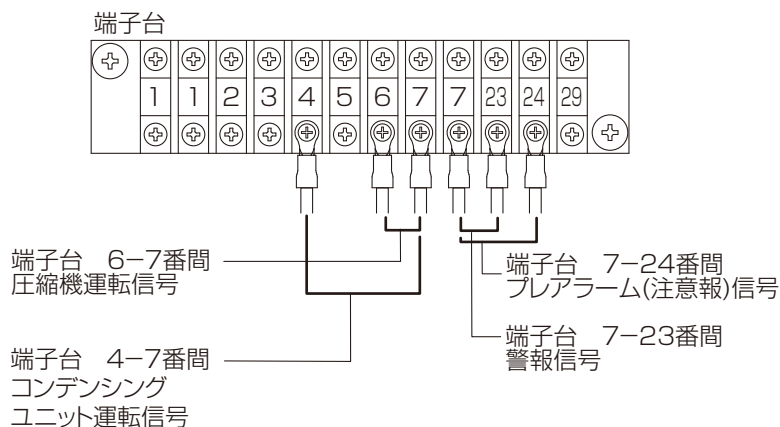 端子台
1 1 2 3 4 5 6 7 7 23 24 29
端子台　6−7番間
圧縮機運転信号
端子台　7−24番間
プレアラーム(注意報)信号
端子台　7−23番間
警報信号
端子台　4−7番間
コンデンシング
ユニット運転信号